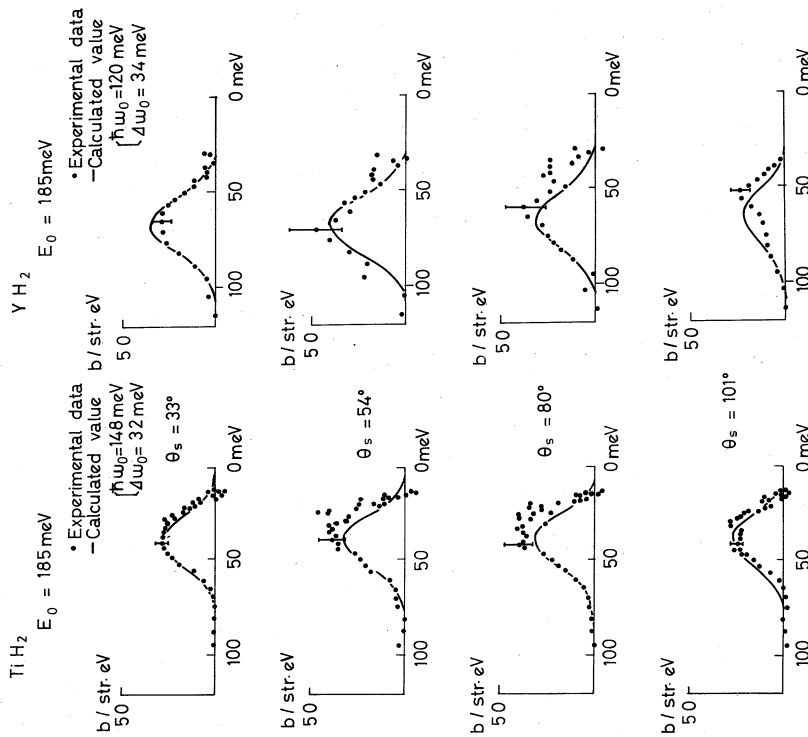 Ti H₂
E₀ = 185meV
• Experimental data
– Calculated value
ħω₀=148meV
Δω₀= 32 meV
b / str· eV
50
θs = 33°
100
50
0 meV
b / str· eV
50
θs = 54°
100
50
0 meV
b / str· eV
50
θs = 80°
100
50
0 meV
b / str· eV
50
θs = 101°
100
50
0 meV
Y H₂
E₀ = 185meV
• Experimental data
– Calculated value
ħω₀=120 meV
Δω₀= 34 meV
b / str· eV
50
100
50
0 meV
b / str· eV
50
100
50
0 meV
b / str· eV
50
100
50
0 meV
b / str· eV
50
100
50
0 meV